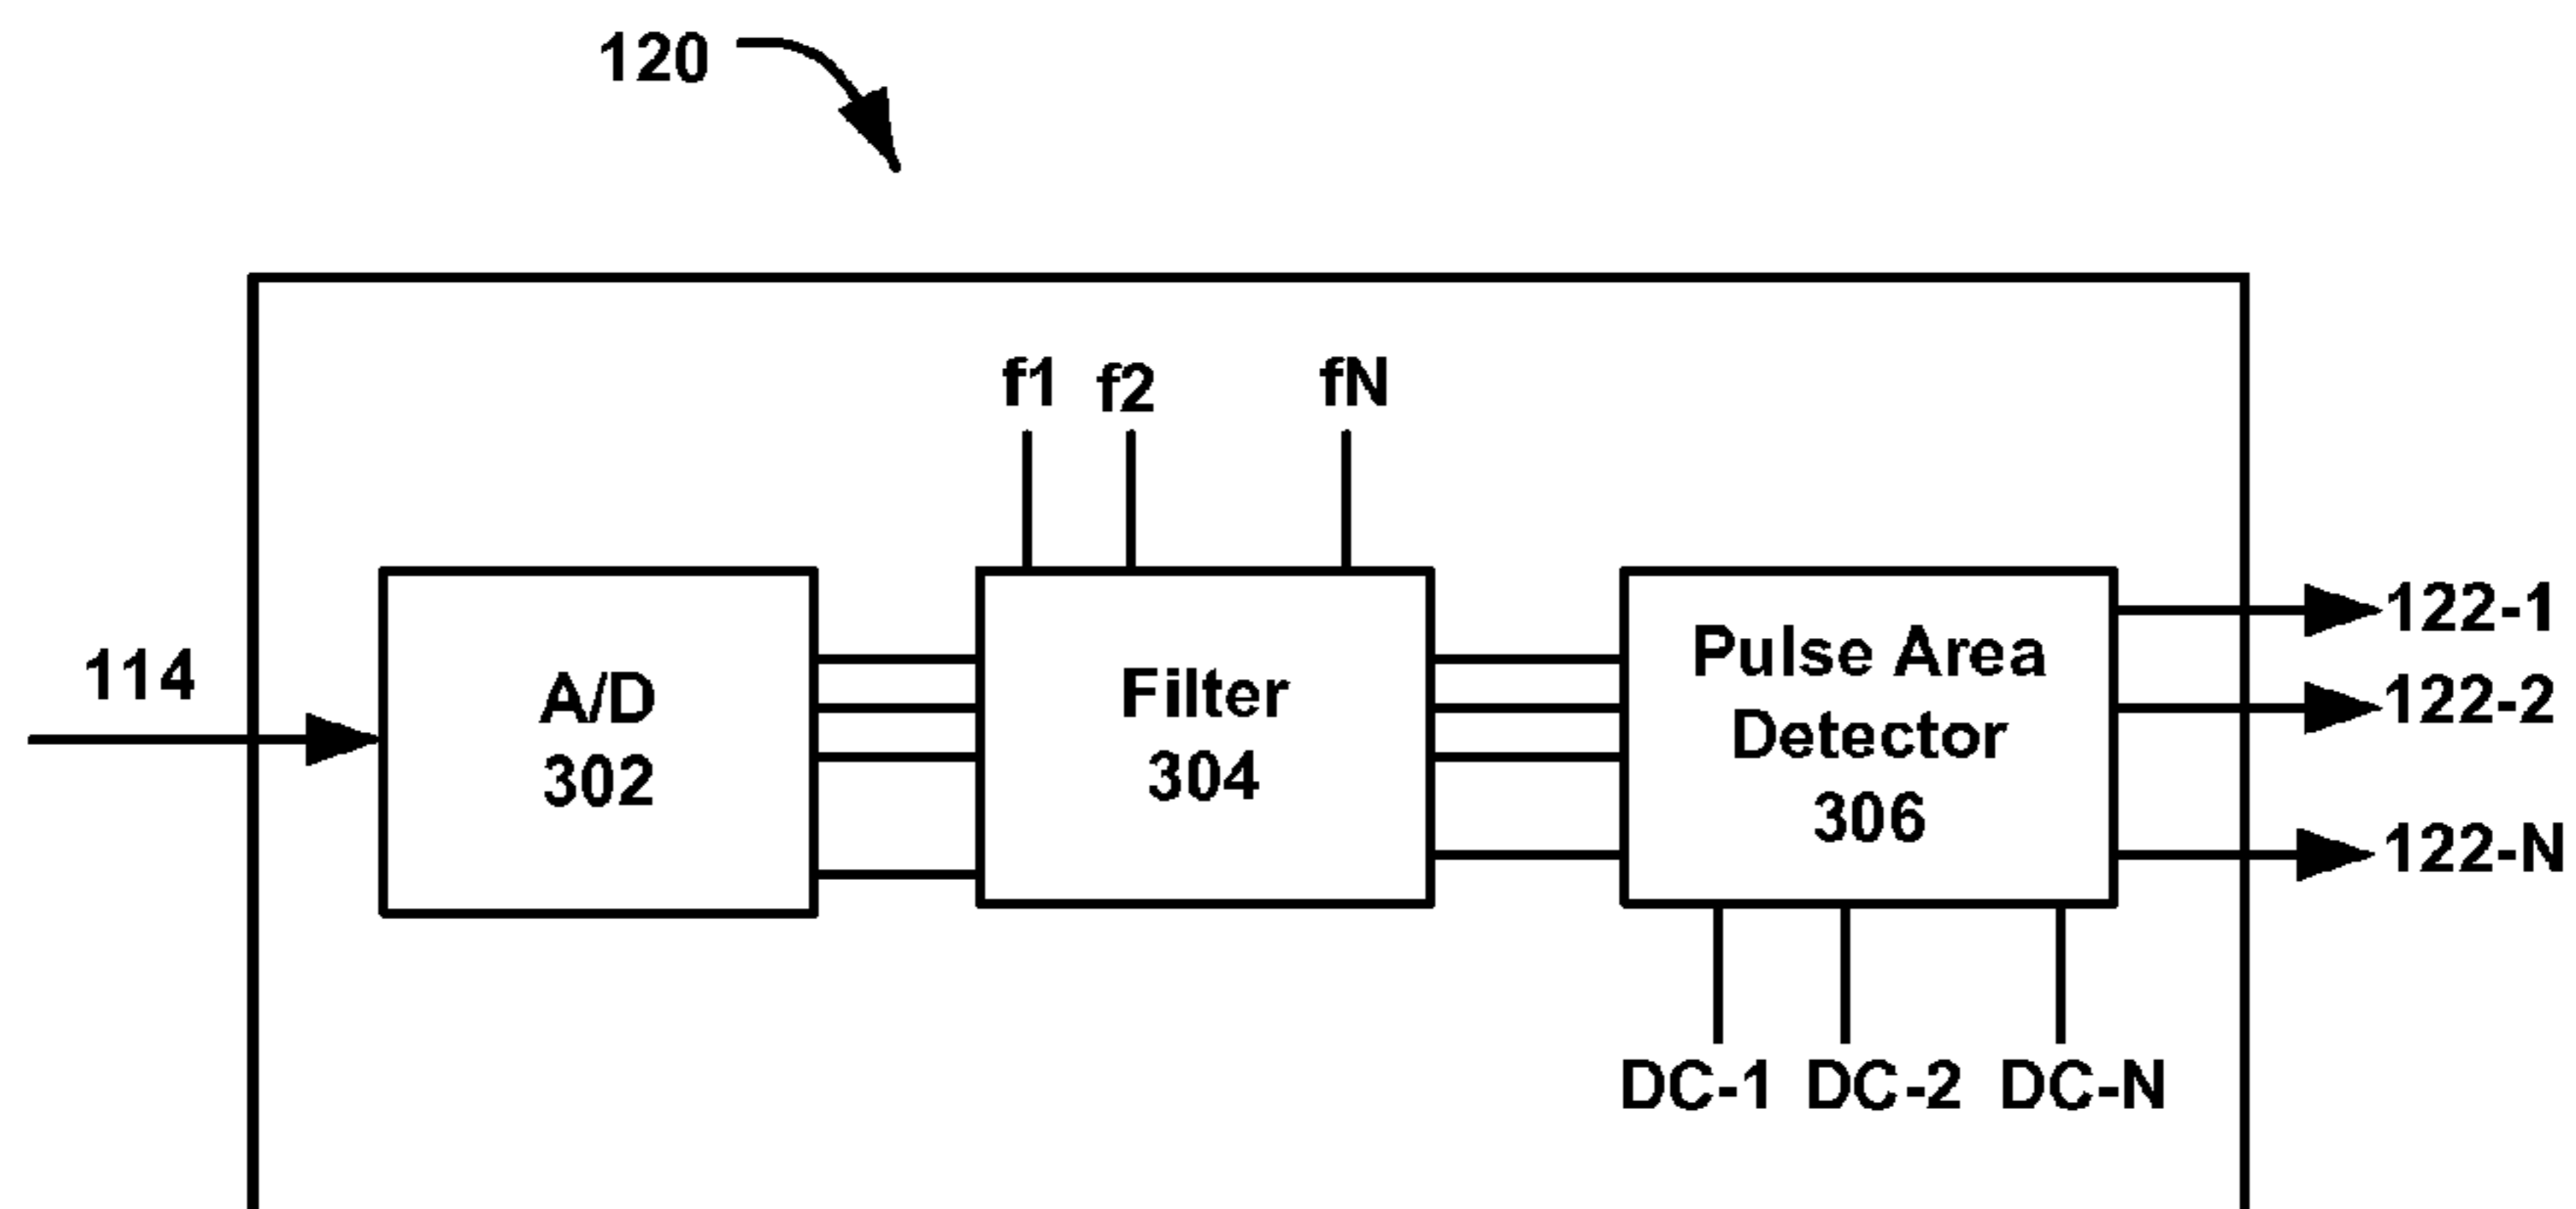 120
f1
f2
fN
114
A/D
302
Filter
304
Pulse Area
Detector
306
122-1
122-2
122-N
DC-1
DC-2
DC-N